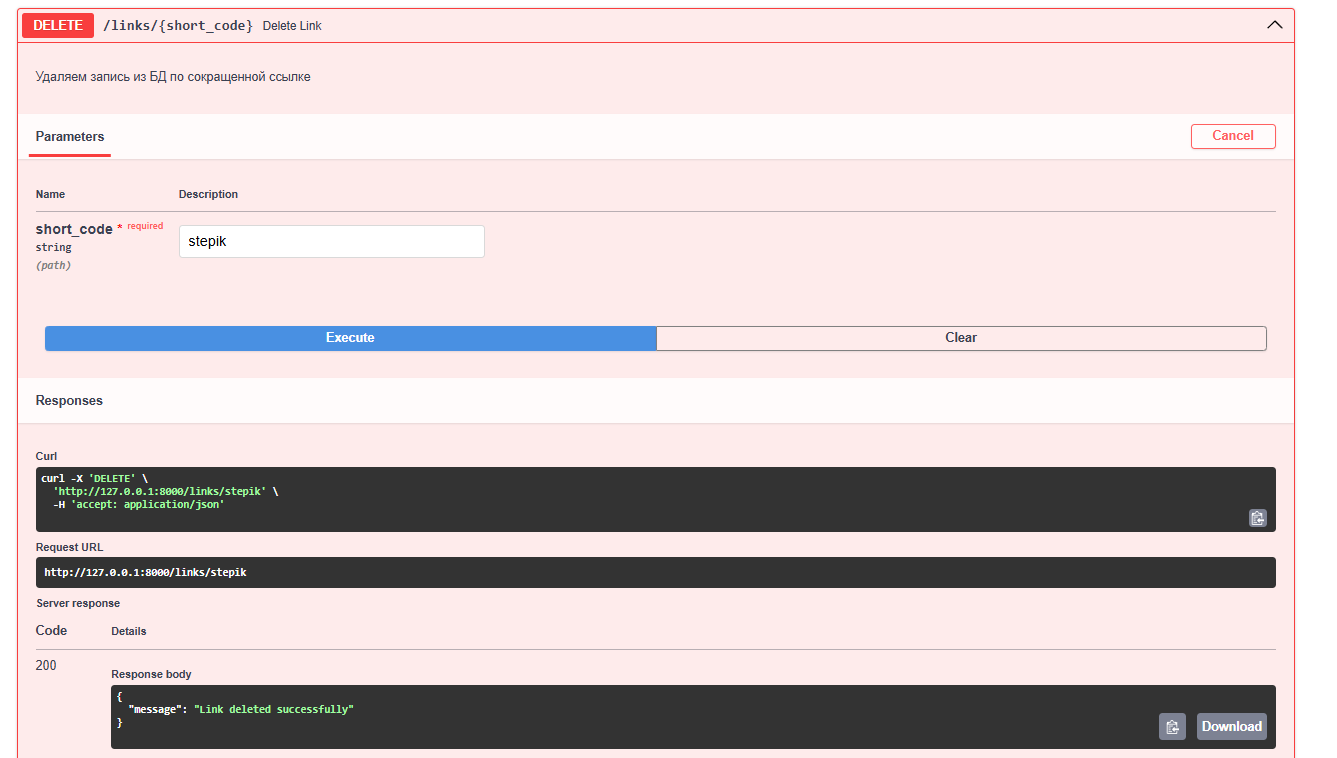 DELETE /links/{short_code} Delete Link
Удаляем запись из БД по сокращенной ссылке
Parameters Cancel
Name Description
short_code * required
string
(path)
stepik
Execute Clear
Responses
Curl
curl -X 'DELETE' \
  'http://127.0.0.1:8000/links/stepik' \
  -H 'accept: application/json'
Request URL
http://127.0.0.1:8000/links/stepik
Server response
Code Details
200
Response body
{
  "message": "Link deleted successfully"
}
Download